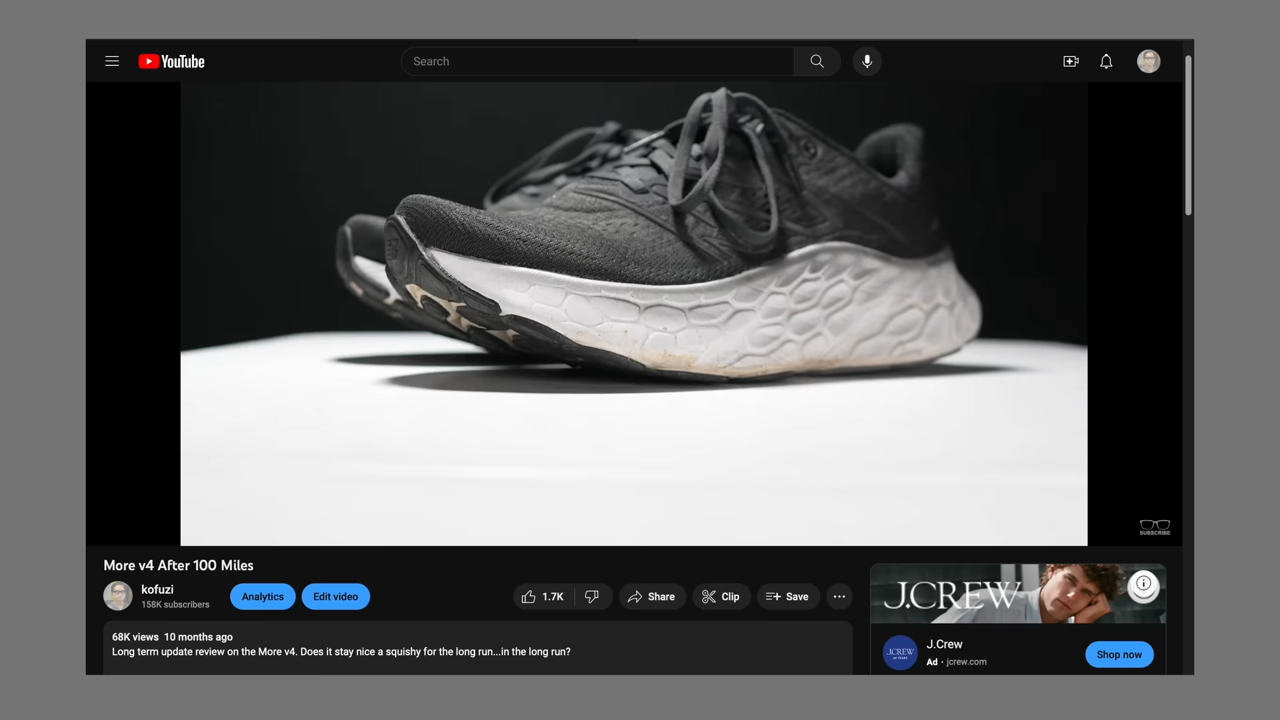 YouTube
Search
SUBSCRIBE
More v4 After 100 Miles
kofuzi
158K subscribers
Analytics
Edit video
1.7K
Share
Clip
Save
68K views 10 months ago
Long term update review on the More v4. Does it stay nice a squishy for the long run...in the long run?
J.CREW
J.CREW
J.Crew
Ad · jcrew.com
Shop now